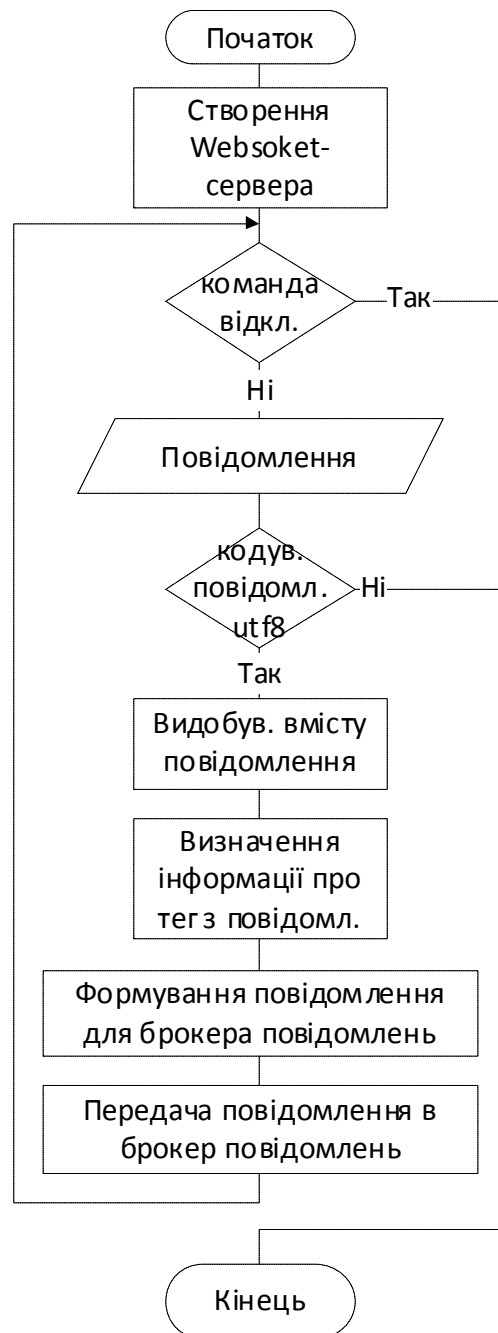 Початок
Створення
Websoket-
сервера
команда
відкл.
Так
Ні
Повідомлення
кодув.
повідомл.
utf8
Ні
Так
Видобув. вмісту
повідомлення
Визначення
інформації про
тег з повідомл.
Формування повідомлення
для брокера повідомлень
Передача повідомлення в
брокер повідомлень
Кінець